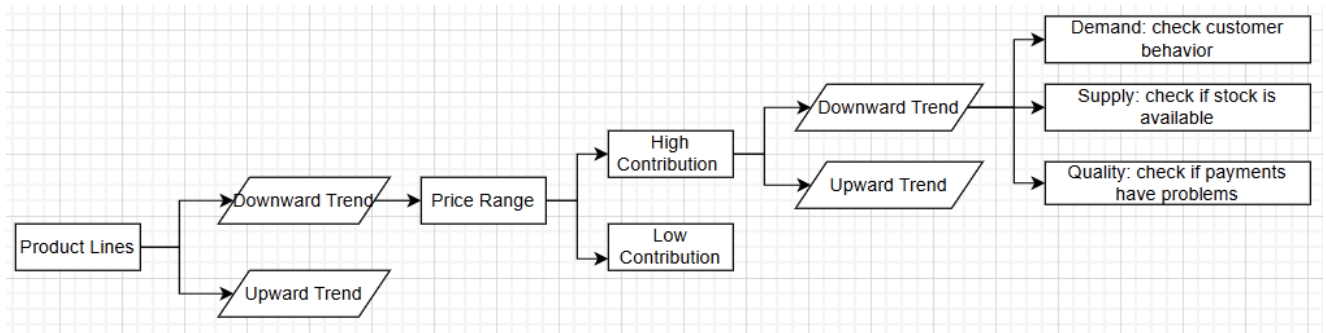 Product Lines
Downward Trend
Upward Trend
Price Range
High
Contribution
Low
Contribution
Downward Trend
Upward Trend
Demand: check customer
behavior
Supply: check if stock is
available
Quality: check if payments
have problems